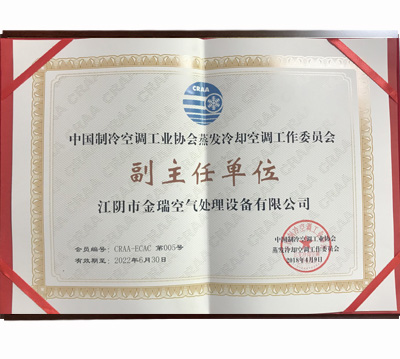 CRAA
中国制冷空调工业协会蒸发冷却空调工作委员会
副主任单位
江阴市金瑞空气处理设备有限公司
会员编号: CRAA-ECAC 第005号
有效期至: 2022年6月30日
中国制冷空调工业协会
蒸发冷却空调工作委员会
2018年4月9日